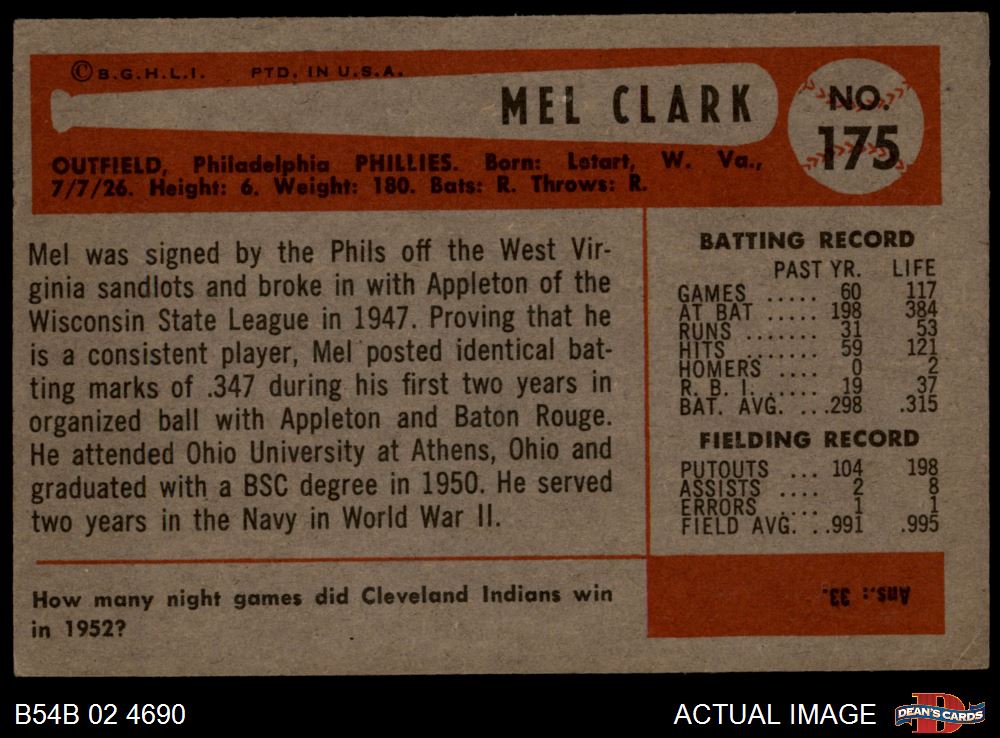 ©B.G.H.L.I. PTD. IN U.S.A.
MEL CLARK
NO.
175
OUTFIELD, Philadelphia PHILLIES. Born: Letart, W. Va.,
7/7/26. Height: 6. Weight: 180. Bats: R. Throws: R.
Mel was signed by the Phils off the West Vir-
ginia sandlots and broke in with Appleton of the
Wisconsin State League in 1947. Proving that he
is a consistent player, Mel posted identical bat-
ting marks of .347 during his first two years in
organized ball with Appleton and Baton Rouge.
He attended Ohio University at Athens, Ohio and
graduated with a BSC degree in 1950. He served
two years in the Navy in World War II.
How many night games did Cleveland Indians win
in 1952?
BATTING RECORD
PAST YR. LIFE
GAMES ..... 60 117
AT BAT ..... 198 384
RUNS ....... 31 53
HITS ....... 59 121
HOMERS .... 0 2
R. B. I. ..... 19 37
BAT. AVG. ...298 .315
FIELDING RECORD
PUTOUTS ... 104 198
ASSISTS .... 2 8
ERRORS .... 1 1
FIELD AVG. ..991 .995
Ans.: 33.
B54B 02 4690
ACTUAL IMAGE
DEAN'S CARDS